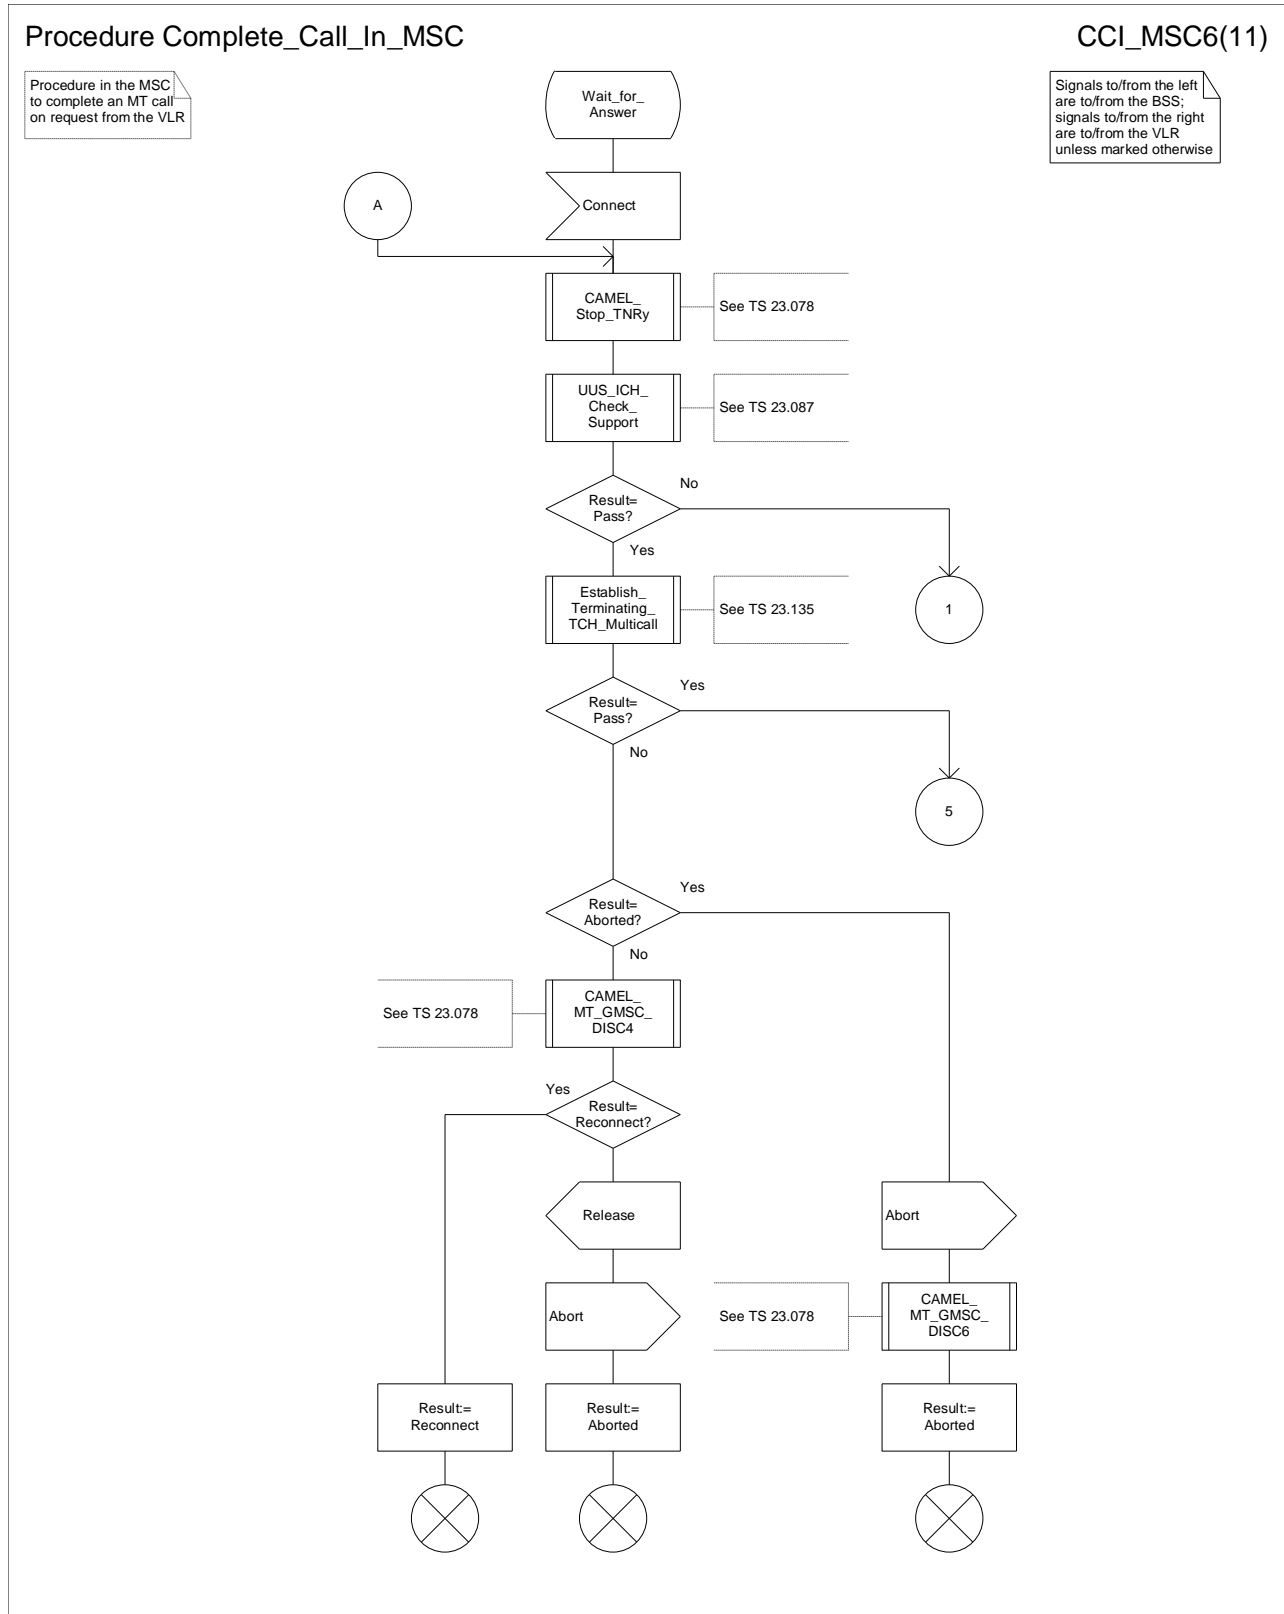 Procedure Complete_Call_In_MSC
CCI_MSC6(11)
Procedure in the MSC
to complete an MT call
on request from the VLR
Signals to/from the left
are to/from the BSS;
signals to/from the right
are to/from the VLR
unless marked otherwise
Wait_for_
Answer
A
Connect
CAMEL_
Stop_TNRy
See TS 23.078
UUS_ICH_
Check_
Support
See TS 23.087
Result=
Pass?
No
Yes
Establish_
Terminating_
TCH_Multicall
See TS 23.135
1
Result=
Pass?
Yes
No
5
Result=
Aborted?
Yes
No
See TS 23.078
CAMEL_
MT_GMSC_
DISC4
Yes
Result=
Reconnect?
Release
Abort
Abort
See TS 23.078
CAMEL_
MT_GMSC_
DISC6
Result:=
Reconnect
Result:=
Aborted
Result:=
Aborted